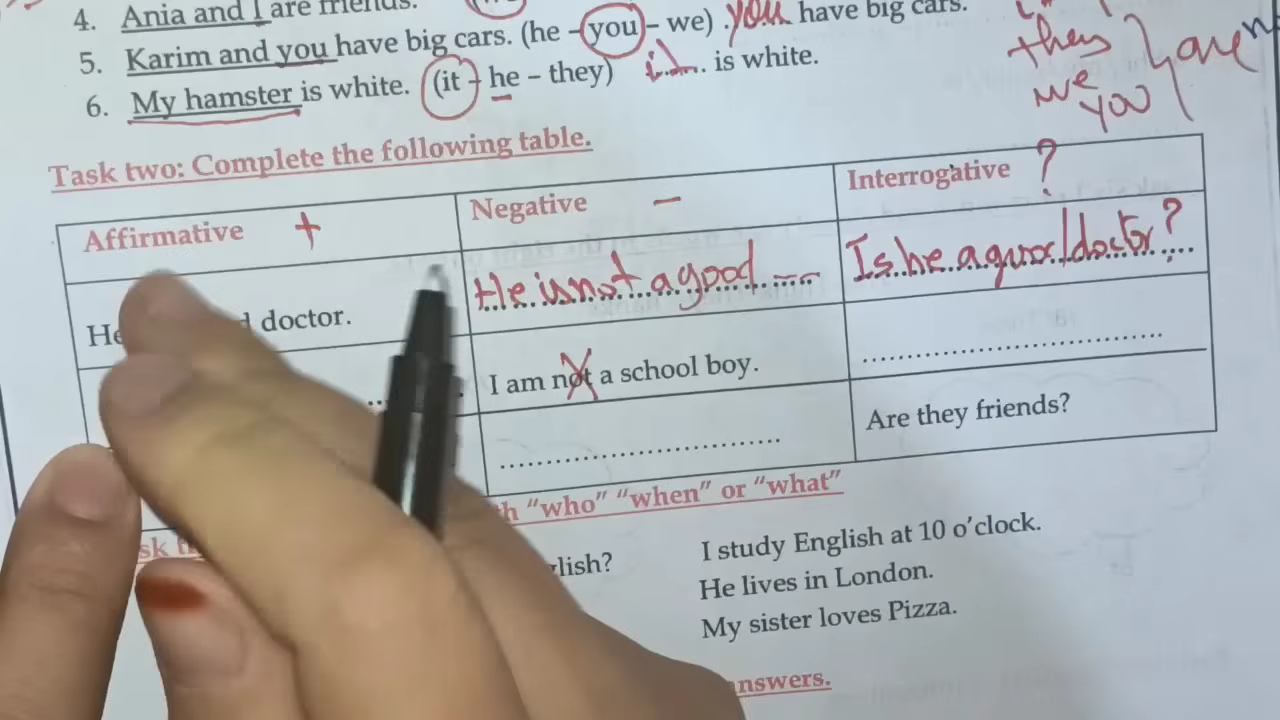 4. Ania and I are friends.
5. Karim and you have big cars. (he – you – we) .you have big cars.
6. My hamster is white. (it – he – they) it is white.
they
we
you
have
Task two: Complete the following table.
Affirmative + Negative – Interrogative ?
He doctor. He is not a good ---- Is he a good doctor?
I am not a school boy. ....................................
.................................... Are they friends?
"who" "when" or "what"
I study English at 10 o'clock.
He lives in London.
My sister loves Pizza.